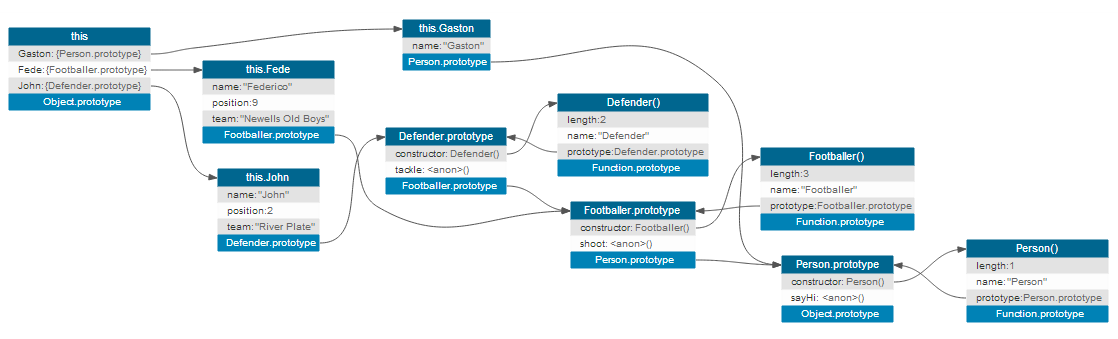 this
Gaston: {Person.prototype}
Fede: {Footballer.prototype}
John: {Defender.prototype}
Object.prototype
this.Gaston
name: "Gaston"
Person.prototype
this.Fede
name: "Federico"
position: 9
team: "Newells Old Boys"
Footballer.prototype
this.John
name: "John"
position: 2
team: "River Plate"
Defender.prototype
Defender.prototype
constructor: Defender()
tackle: <anon>()
Footballer.prototype
Defender()
length: 2
name: "Defender"
prototype: Defender.prototype
Function.prototype
Footballer.prototype
constructor: Footballer()
shoot: <anon>()
Person.prototype
Footballer()
length: 3
name: "Footballer"
prototype: Footballer.prototype
Function.prototype
Person.prototype
constructor: Person()
sayHi: <anon>()
Object.prototype
Person()
length: 1
name: "Person"
prototype: Person.prototype
Function.prototype